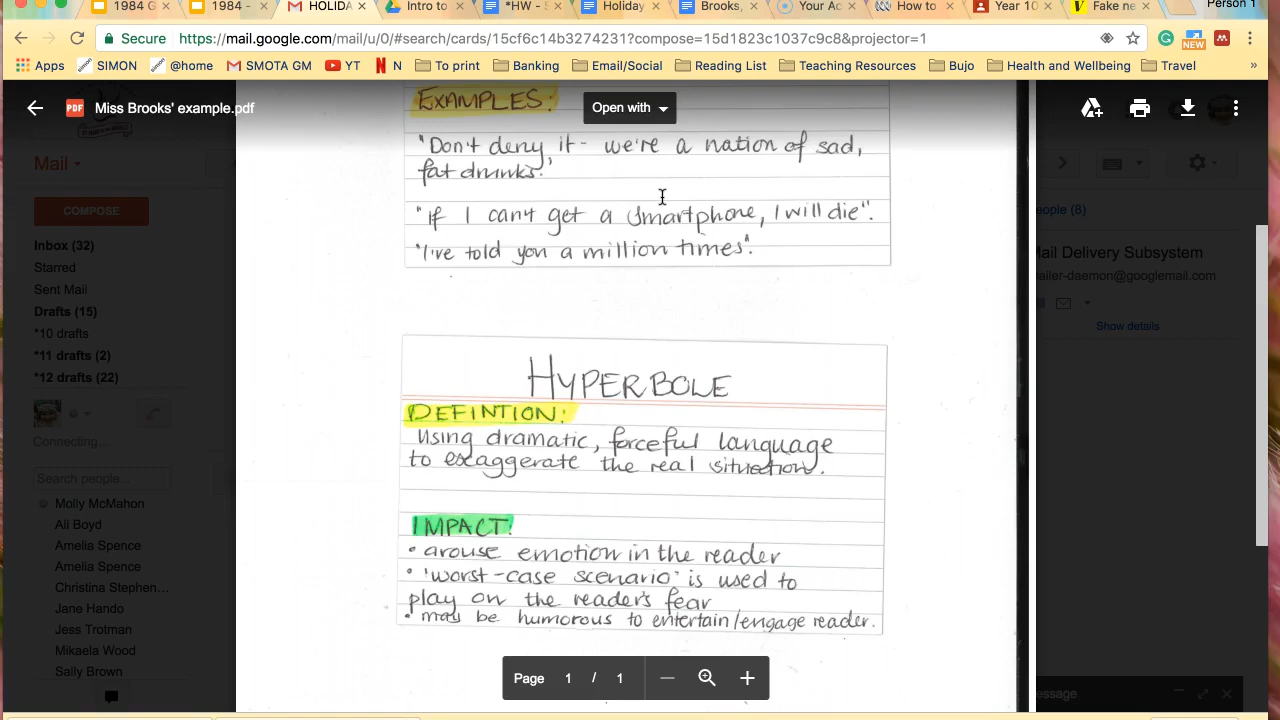 1984 G
1984 -
HOLIDA
Intro to
*HW - S
Holiday
Brooks,
Your Ac
How to
Year 10
Fake ne
Person 1
Secure https://mail.google.com/mail/u/0/#search/cards/15cf6c14b3274231?compose=15d1823c1037c9c8&projector=1
NEW
Apps SIMON @home SMOTA GM YT N To print Banking Email/Social Reading List Teaching Resources Bujo Health and Wellbeing Travel »
PDF Miss Brooks' example.pdf
Open with
Mail
COMPOSE
Inbox (32)
Starred
Sent Mail
Drafts (15)
*10 drafts
*11 drafts (2)
*12 drafts (22)
Connecting...
Search people...
Molly McMahon
Ali Boyd
Amelia Spence
Amelia Spence
Christina Stephen...
Jane Hando
Jess Trotman
Mikaela Wood
Sally Brown
EXAMPLES:
"Don't deny it - we're a nation of sad,
fat drunks.'
"If I can't get a smartphone, I will die".
"I've told you a million times".
HYPERBOLE
DEFINTION:
Using dramatic, forceful language
to exaggerate the real situation.
IMPACT:
• arouse emotion in the reader
• 'worst-case scenario' is used to
play on the reader's fear
• may be humorous to entertain/engage reader.
Page 1 / 1
eople (8)
Mail Delivery Subsystem
ailer-daemon@googlemail.com
Show details
essage